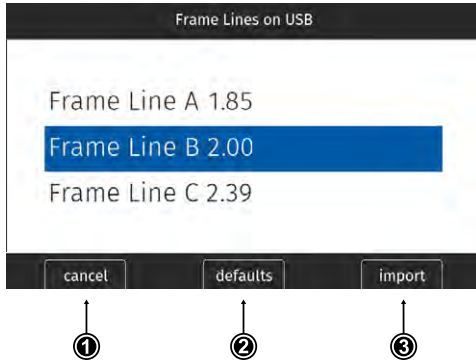 Frame Lines on USB
Frame Line A 1.85
Frame Line B 2.00
Frame Line C 2.39
cancel defaults import
1 2 3